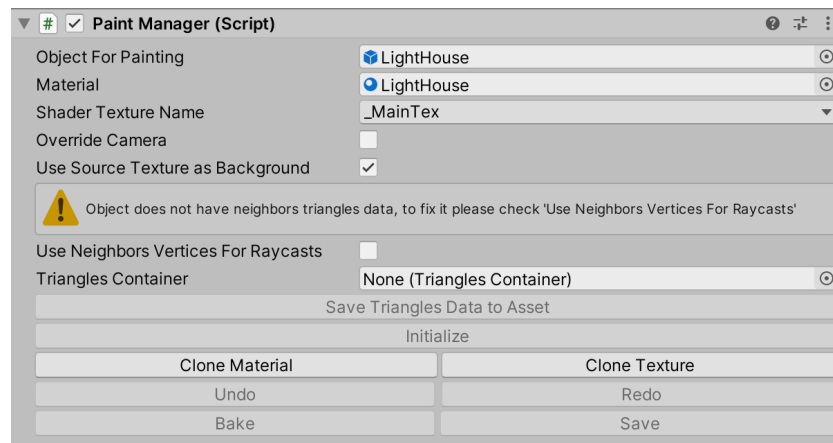 Paint Manager (Script)
Object For Painting LightHouse
Material LightHouse
Shader Texture Name _MainTex
Override Camera
Use Source Texture as Background
Object does not have neighbors triangles data, to fix it please check 'Use Neighbors Vertices For Raycasts'
Use Neighbors Vertices For Raycasts
Triangles Container None (Triangles Container)
Save Triangles Data to Asset
Initialize
Clone Material Clone Texture
Undo Redo
Bake Save